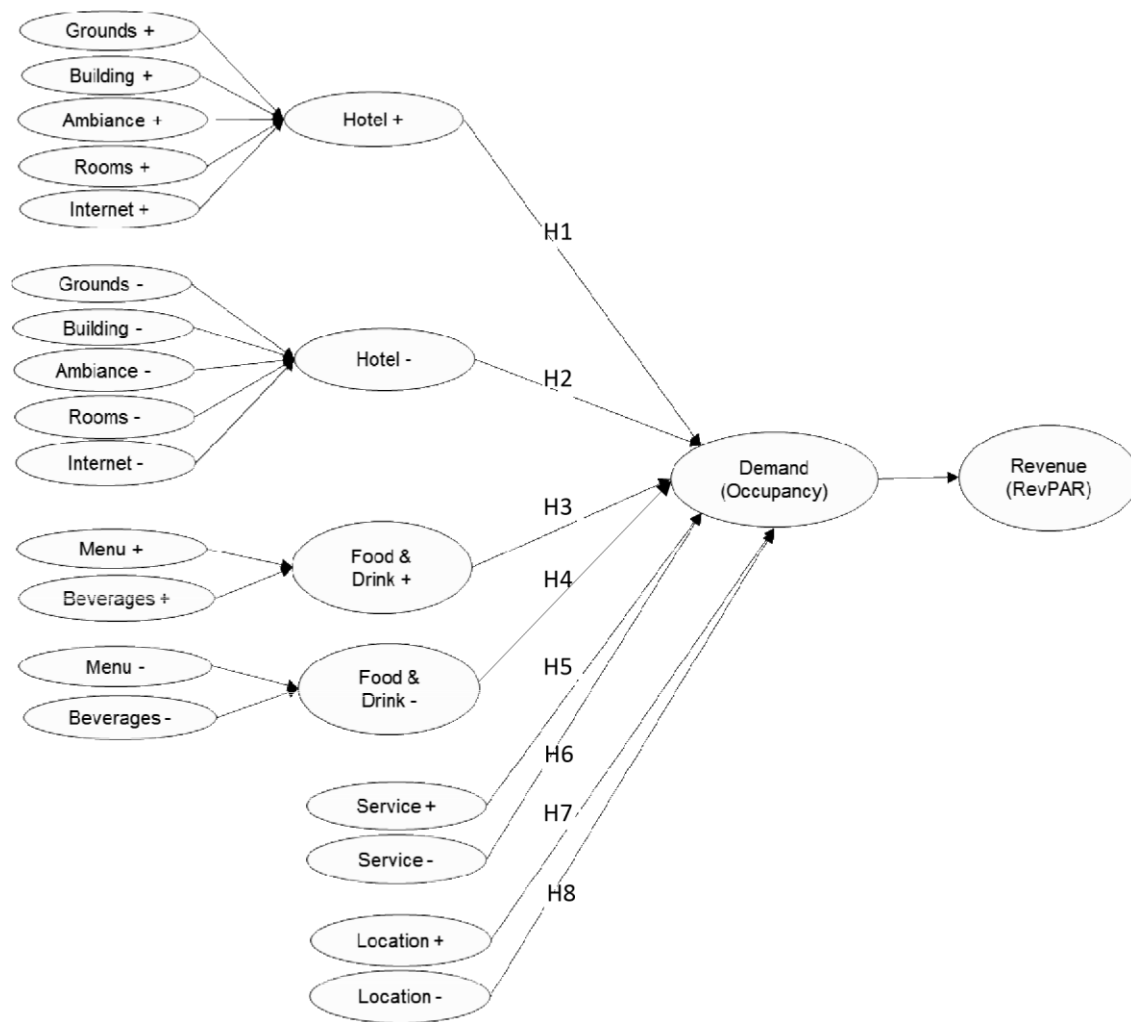 Grounds +
Building +
Ambiance +
Rooms +
Internet +
Hotel +
H1
Grounds -
Building -
Ambiance -
Rooms -
Internet -
Hotel -
H2
Menu +
Beverages +
Food &
Drink +
H3
Menu -
Beverages -
Food &
Drink -
H4
Service +
H5
Service -
H6
Location +
H7
Location -
H8
Demand
(Occupancy)
Revenue
(RevPAR)